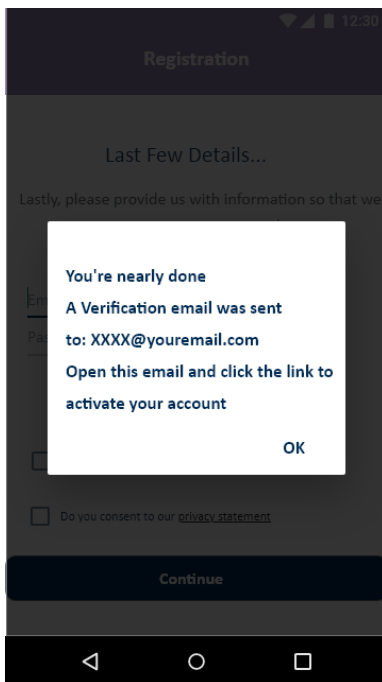 12:30
Registration
Last Few Details...
Lastly, please provide us with information so that we
You're nearly done
A Verification email was sent
to: XXXX@youremail.com
Open this email and click the link to
activate your account
OK
Do you consent to our privacy statement
Continue